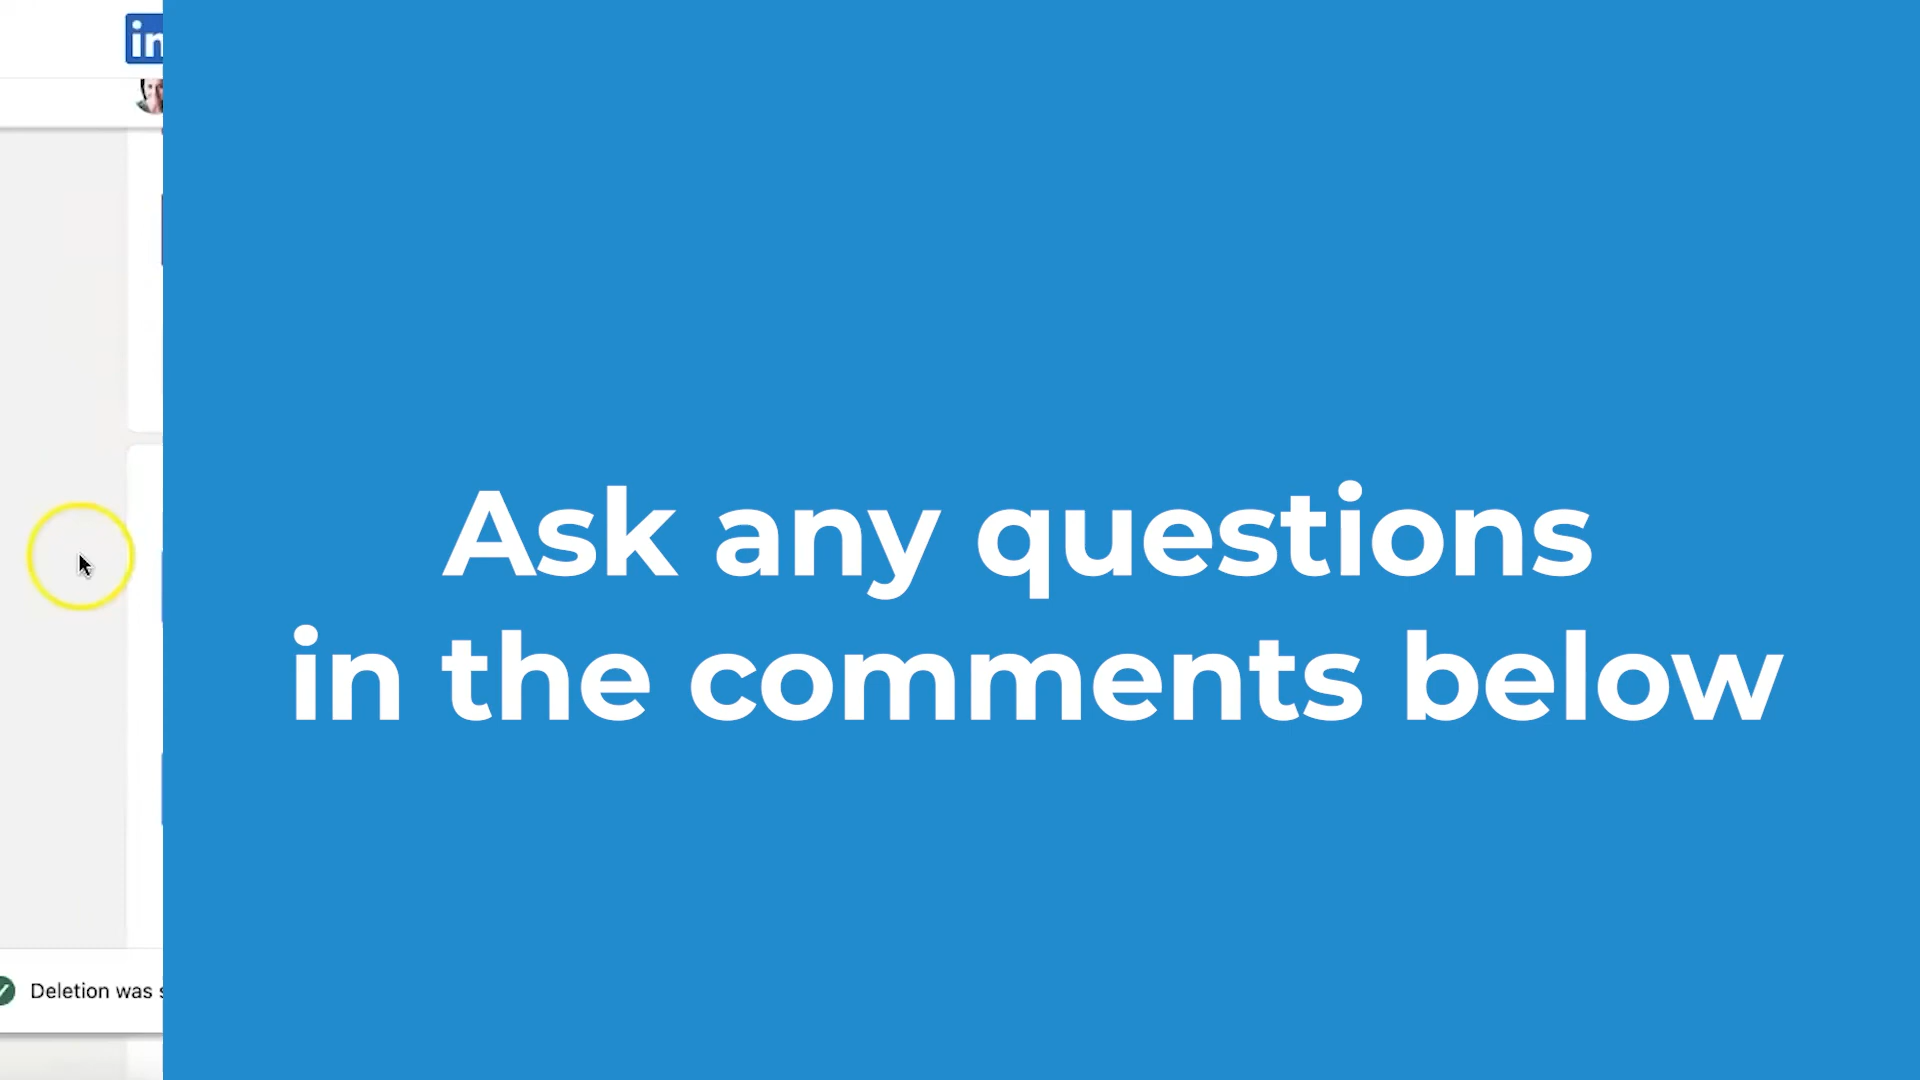 in
Ask any questions
in the comments below
Deletion was